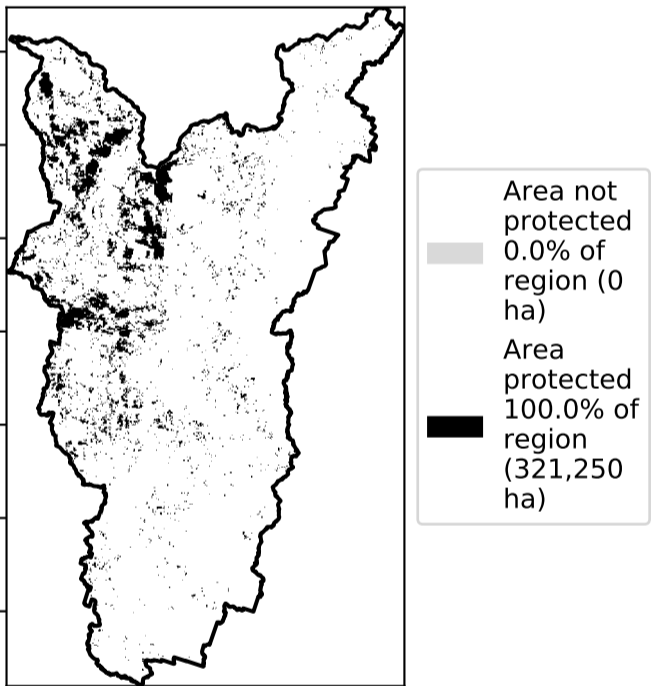 Area not
protected
0.0% of
region (0
ha)
Area
protected
100.0% of
region
(321,250
ha)